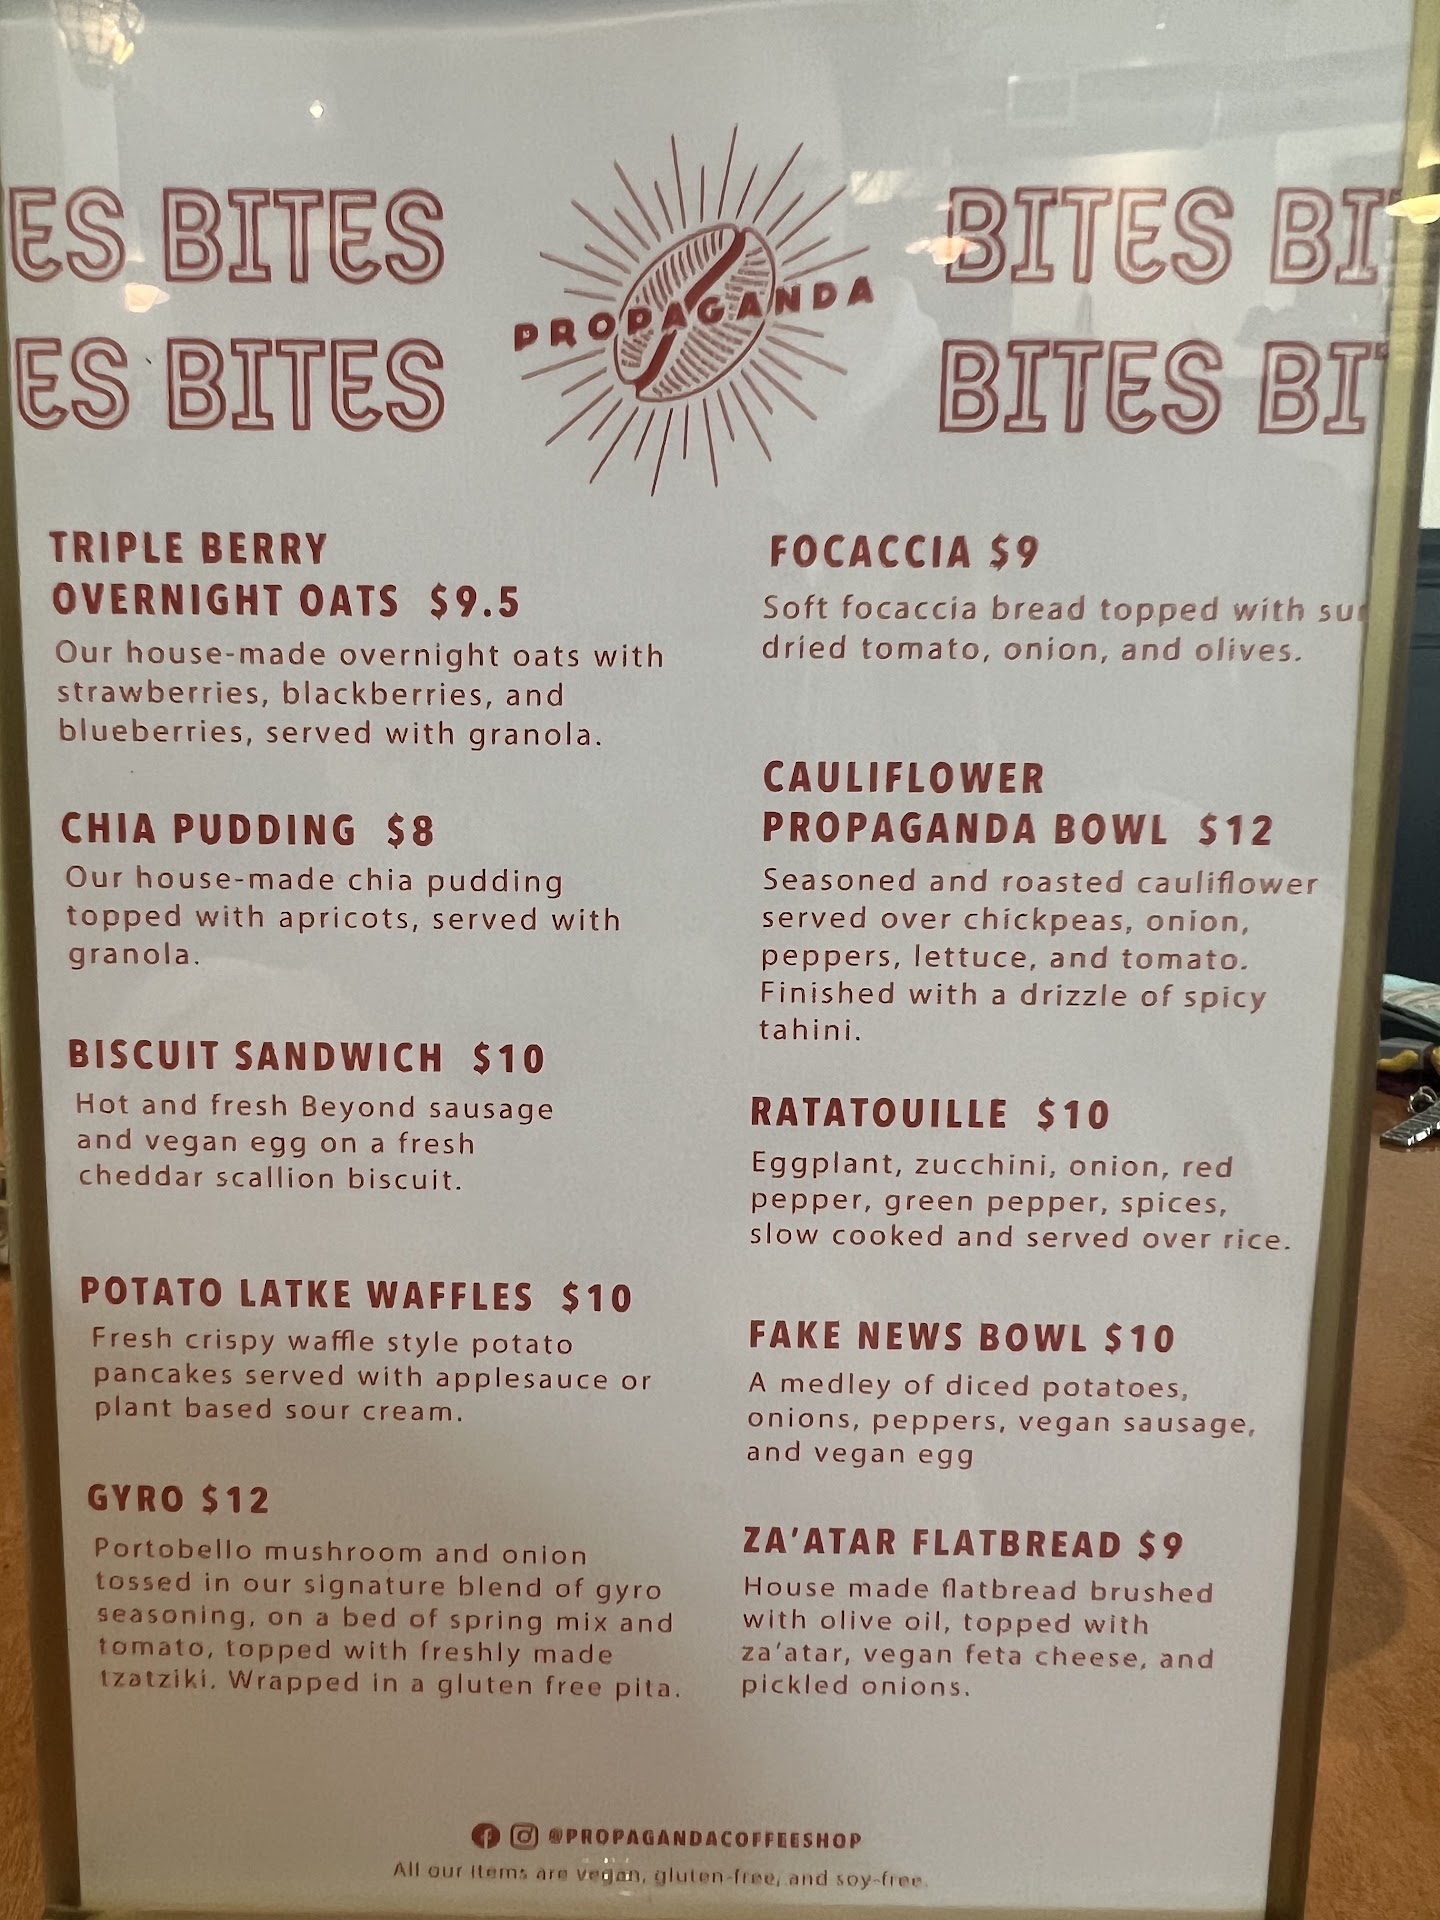 ES BITES
BITES BI
ES BITES
BITES BI
PROPAGANDA
TRIPLE BERRY
OVERNIGHT OATS $9.5
Our house-made overnight oats with
strawberries, blackberries, and
blueberries, served with granola.
CHIA PUDDING $8
Our house-made chia pudding
topped with apricots, served with
granola.
BISCUIT SANDWICH $10
Hot and fresh Beyond sausage
and vegan egg on a fresh
cheddar scallion biscuit.
POTATO LATKE WAFFLES $10
Fresh crispy waffle style potato
pancakes served with applesauce or
plant based sour cream.
GYRO $12
Portobello mushroom and onion
tossed in our signature blend of gyro
seasoning, on a bed of spring mix and
tomato, topped with freshly made
tzatziki. Wrapped in a gluten free pita.
FOCACCIA $9
Soft focaccia bread topped with sun
dried tomato, onion, and olives.
CAULIFLOWER
PROPAGANDA BOWL $12
Seasoned and roasted cauliflower
served over chickpeas, onion,
peppers, lettuce, and tomato.
Finished with a drizzle of spicy
tahini.
RATATOUILLE $10
Eggplant, zucchini, onion, red
pepper, green pepper, spices,
slow cooked and served over rice.
FAKE NEWS BOWL $10
A medley of diced potatoes,
onions, peppers, vegan sausage,
and vegan egg
ZA'ATAR FLATBREAD $9
House made flatbread brushed
with olive oil, topped with
za'atar, vegan feta cheese, and
pickled onions.
@PROPAGANDACOFFEESHOP
All our items are vegan, gluten-free, and soy-free.